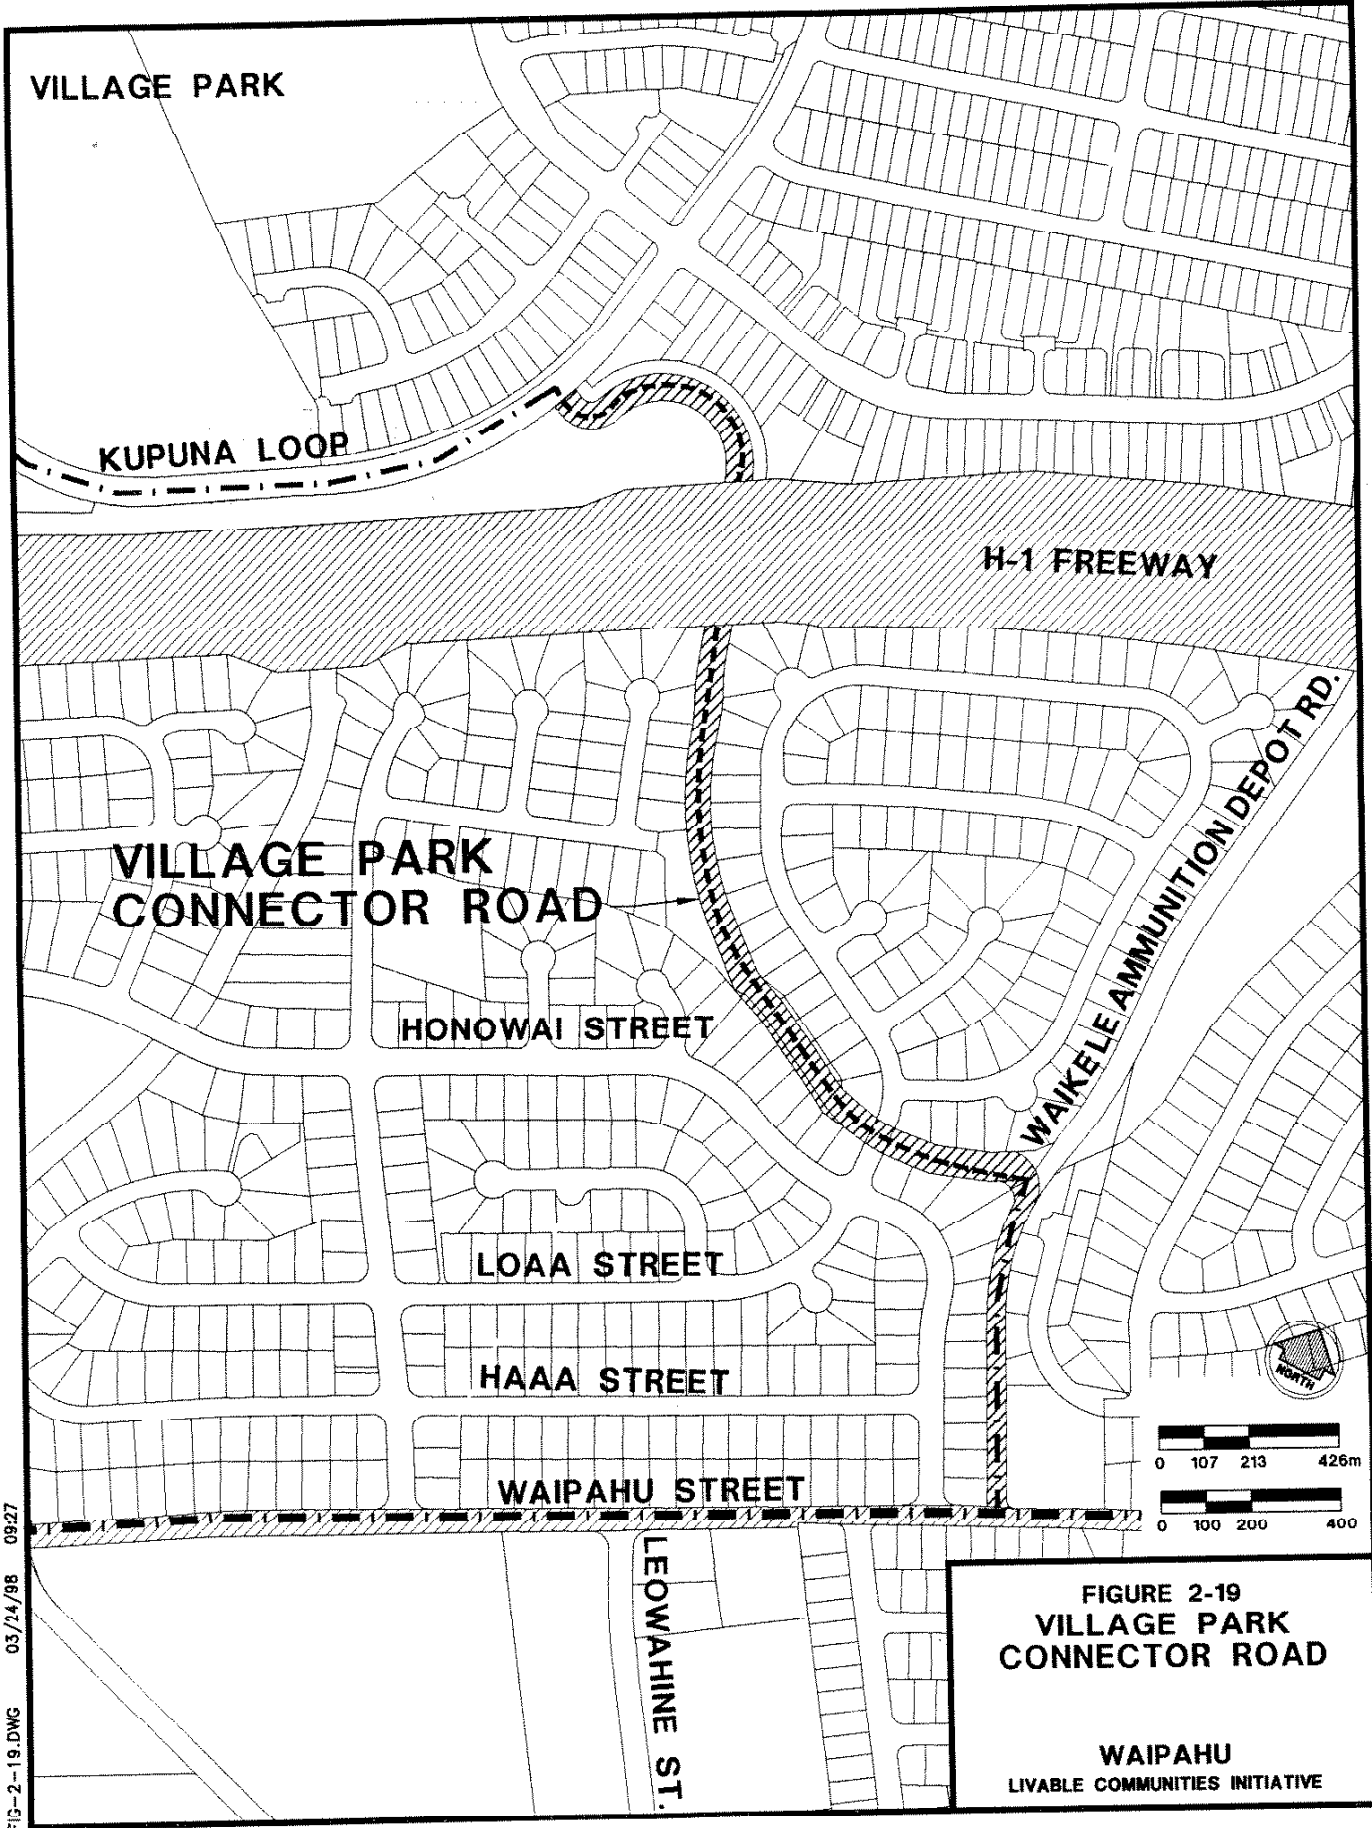 VILLAGE PARK
KUPUNA LOOP
H-1 FREEWAY
WAIKELE AMMUNITION DEPOT RD.
VILLAGE PARK
CONNECTOR ROAD
HONOWAI STREET
LOAA STREET
HAAA STREET
NORTH
0 107 213 426m
0 100 200 400
WAIPAHU STREET
LEOWAHINE ST.
FIGURE 2-19
VILLAGE PARK
CONNECTOR ROAD
WAIPAHU
LIVABLE COMMUNITIES INITIATIVE
FIG-2-19.DWG 03/24/98 09:27